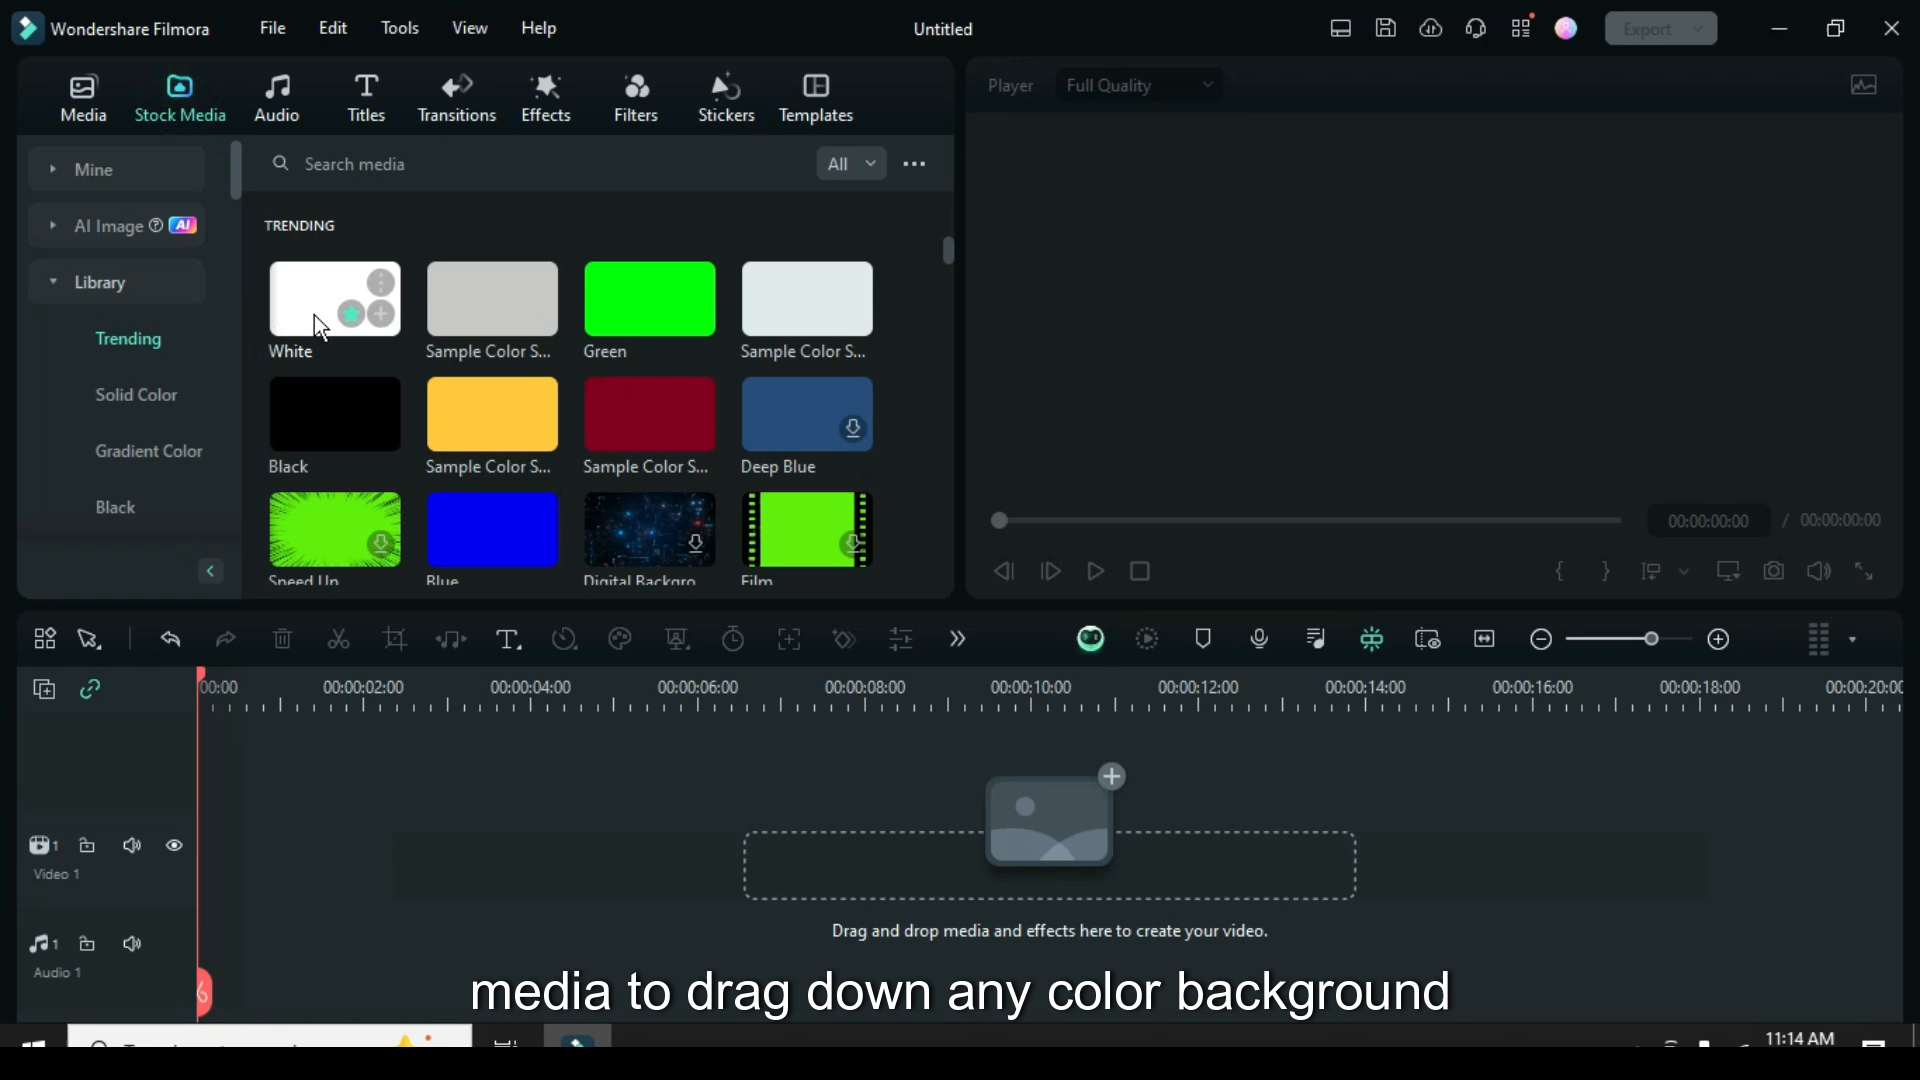 Wondershare Filmora
File
Edit
Tools
View
Help
Untitled
Export
Media
Stock Media
Audio
Titles
Transitions
Effects
Filters
Stickers
Templates
Player
Full Quality
Mine
Search media
All
AI Image
AI
TRENDING
Library
Trending
White
Sample Color S...
Green
Sample Color S...
Solid Color
Gradient Color
Black
Sample Color S...
Sample Color S...
Deep Blue
Black
Speed Up
Blue
Digital Backgro
Film
00:00:00:00 / 00:00:00:00
00:00
00:00:02:00
00:00:04:00
00:00:06:00
00:00:08:00
00:00:10:00
00:00:12:00
00:00:14:00
00:00:16:00
00:00:18:00
00:00:20:00
1
Video 1
Drag and drop media and effects here to create your video.
1
Audio 1
media to drag down any color background
11:14 AM